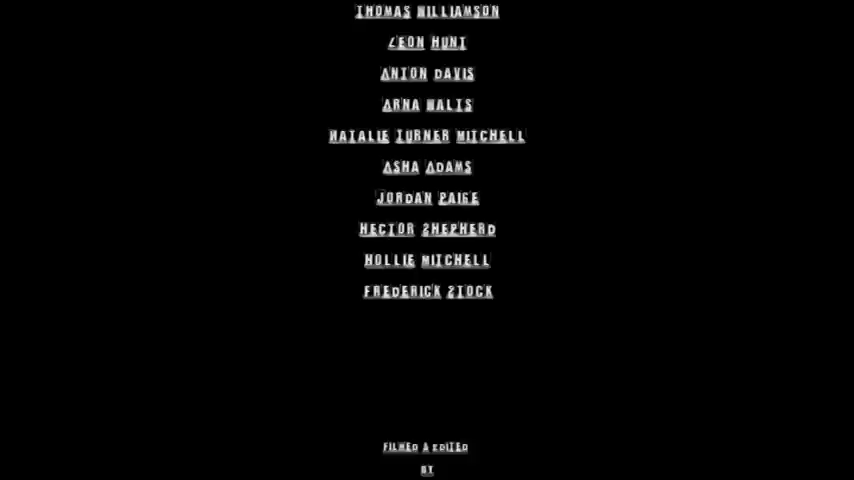 THOMAS WILLIAMSON
LEON HUNT
ANTON DAVIS
ARNA WALTS
NATALIE TURNER MITCHELL
ASHA ADAMS
JORDAN PAIGE
HECTOR SHEPHERD
HOLLIE MITCHELL
FREDERICK STOCK
FILMED & EDITED
BY